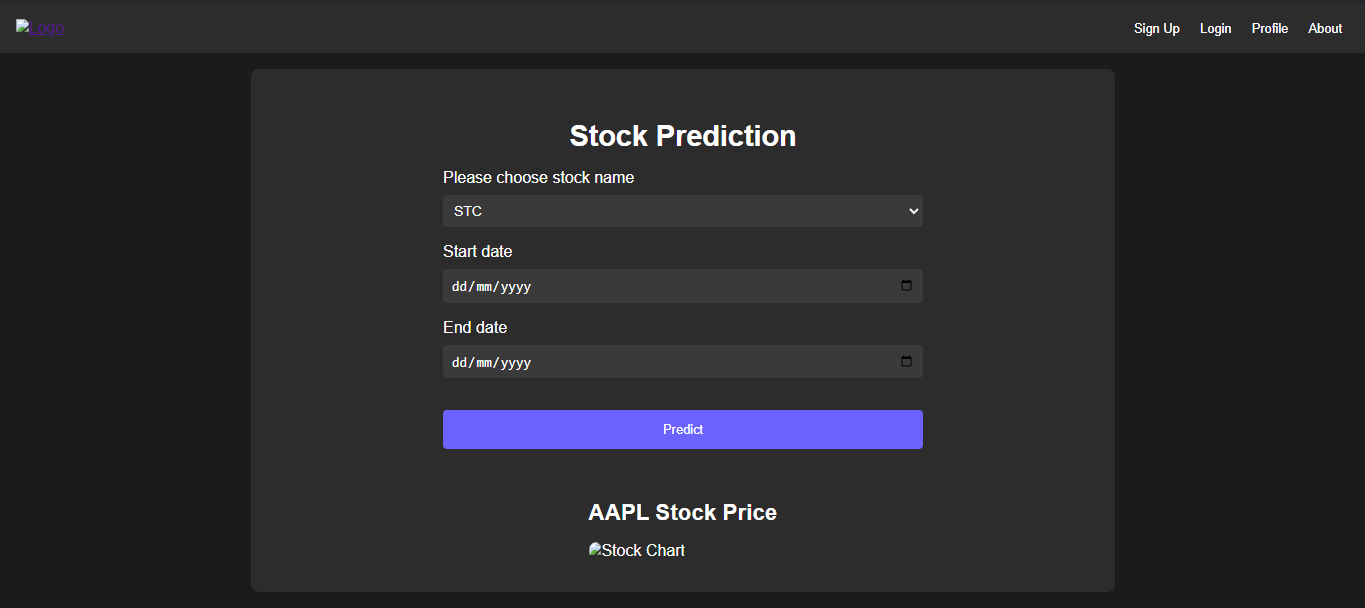 Logo
Sign Up Login Profile About
Stock Prediction
Please choose stock name
STC
Start date
dd/mm/yyyy
End date
dd/mm/yyyy
Predict
AAPL Stock Price
Stock Chart